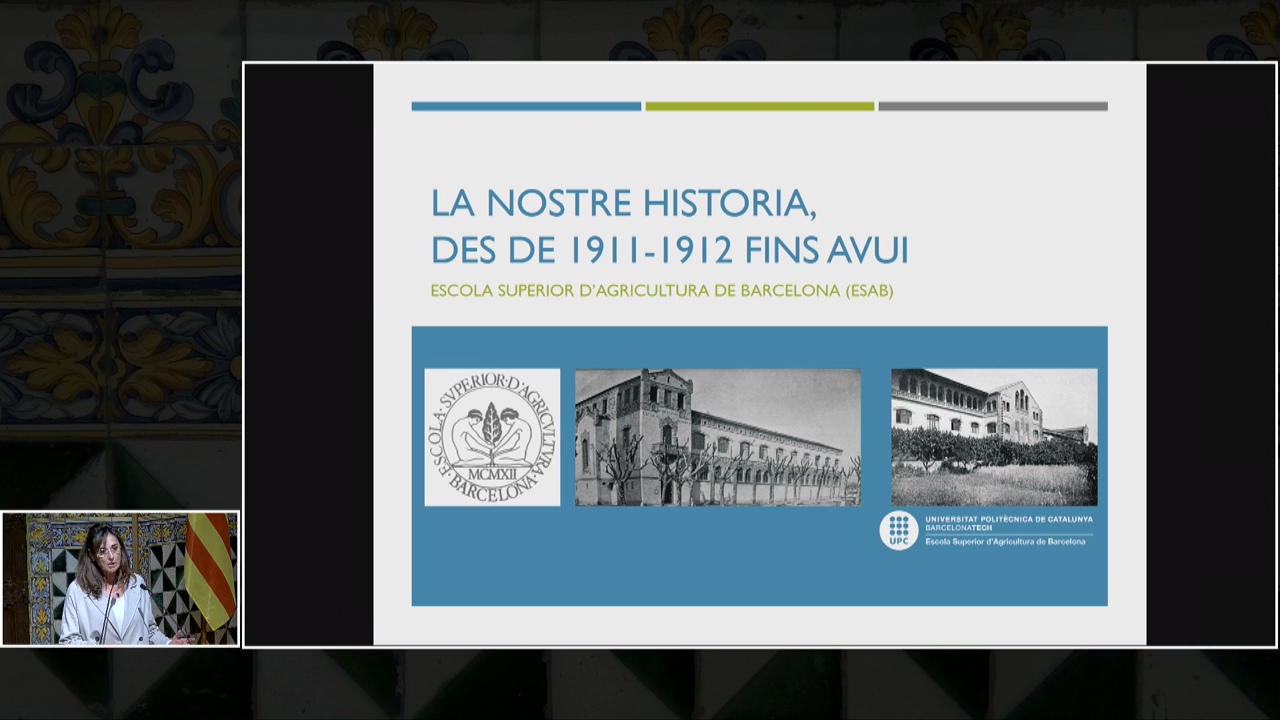 LA NOSTRE HISTORIA,
DES DE 1911-1912 FINS AVUI
ESCOLA SUPERIOR D'AGRICULTURA DE BARCELONA (ESAB)
ESCOLA·SVPERIOR·D'AGRICVLTVRA·
·BARCELONA·
MCMXII
UPC
UNIVERSITAT POLITÈCNICA DE CATALUNYA
BARCELONATECH
Escola Superior d'Agricultura de Barcelona